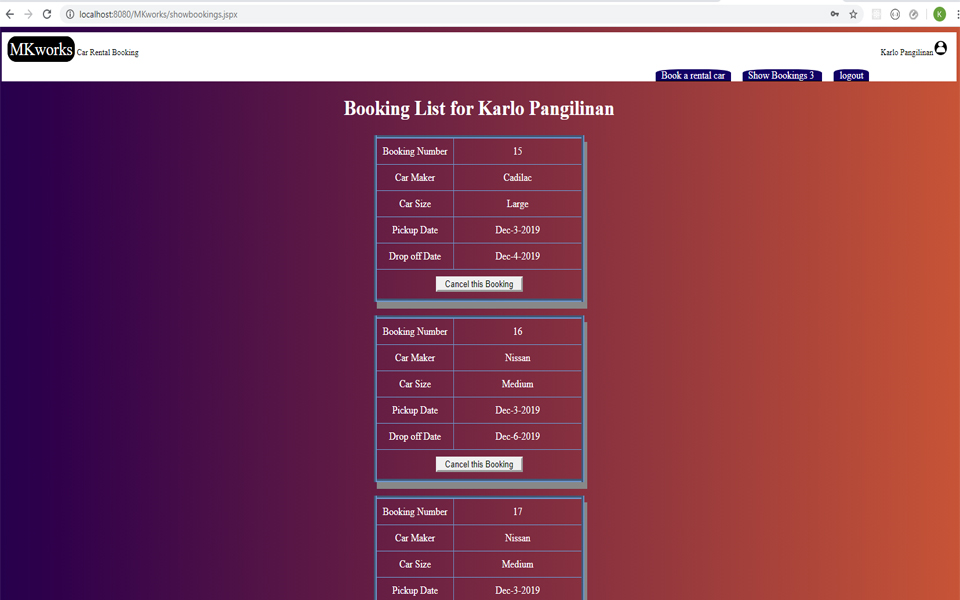 localhost:8080/MKworks/showbookings.jspx
K
MKworks Car Rental Booking
Karlo Pangilinan
Book a rental car Show Bookings 3 logout
Booking List for Karlo Pangilinan
Booking Number 15
Car Maker Cadilac
Car Size Large
Pickup Date Dec-3-2019
Drop off Date Dec-4-2019
Cancel this Booking
Booking Number 16
Car Maker Nissan
Car Size Medium
Pickup Date Dec-3-2019
Drop off Date Dec-6-2019
Cancel this Booking
Booking Number 17
Car Maker Nissan
Car Size Medium
Pickup Date Dec-3-2019